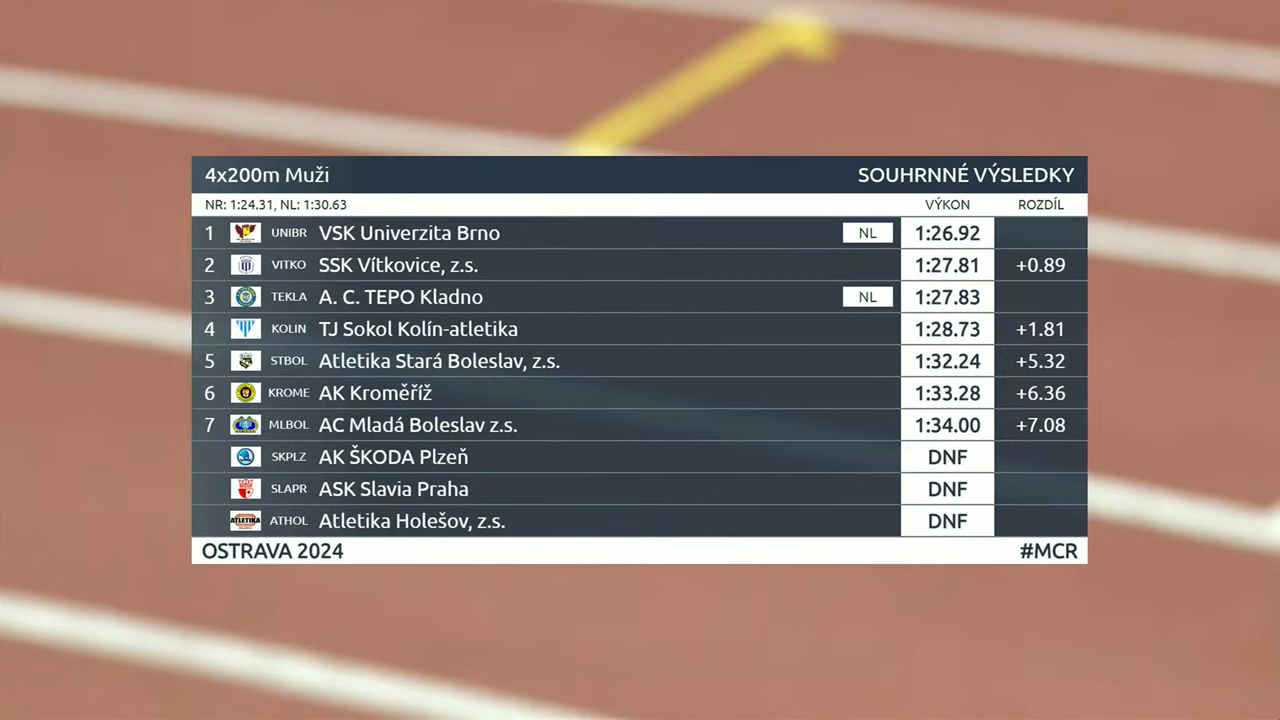 4x200m Muži SOUHRNNÉ VÝSLEDKY
NR: 1:24.31, NL: 1:30.63 VÝKON ROZDÍL
1 UNIBR VSK Univerzita Brno NL 1:26.92
2 VITKO SSK Vítkovice, z.s. 1:27.81 +0.89
3 TEKLA A. C. TEPO Kladno NL 1:27.83
4 KOLIN TJ Sokol Kolín-atletika 1:28.73 +1.81
5 STBOL Atletika Stará Boleslav, z.s. 1:32.24 +5.32
6 KROME AK Kroměříž 1:33.28 +6.36
7 MLBOL AC Mladá Boleslav z.s. 1:34.00 +7.08
SKPLZ AK ŠKODA Plzeň DNF
SLAPR ASK Slavia Praha DNF
ATLETIKA ATHOL Atletika Holešov, z.s. DNF
OSTRAVA 2024 #MCR